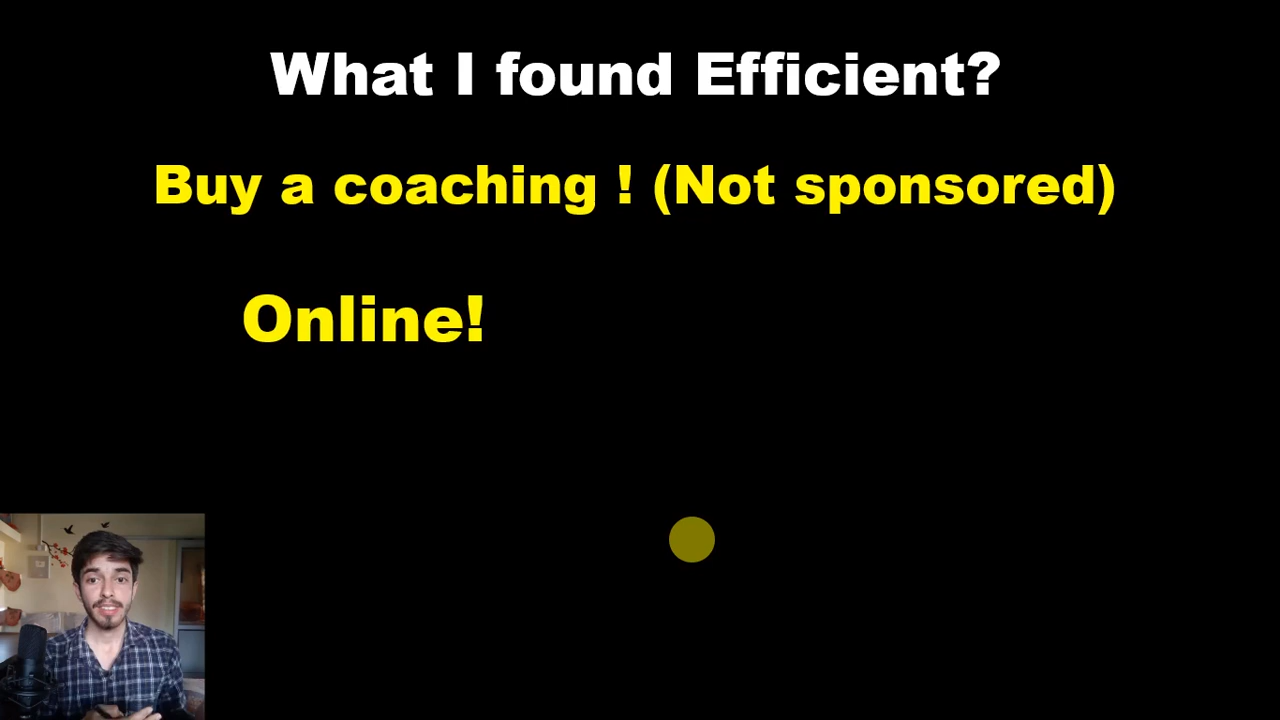 What I found Efficient?
Buy a coaching ! (Not sponsored)
Online!